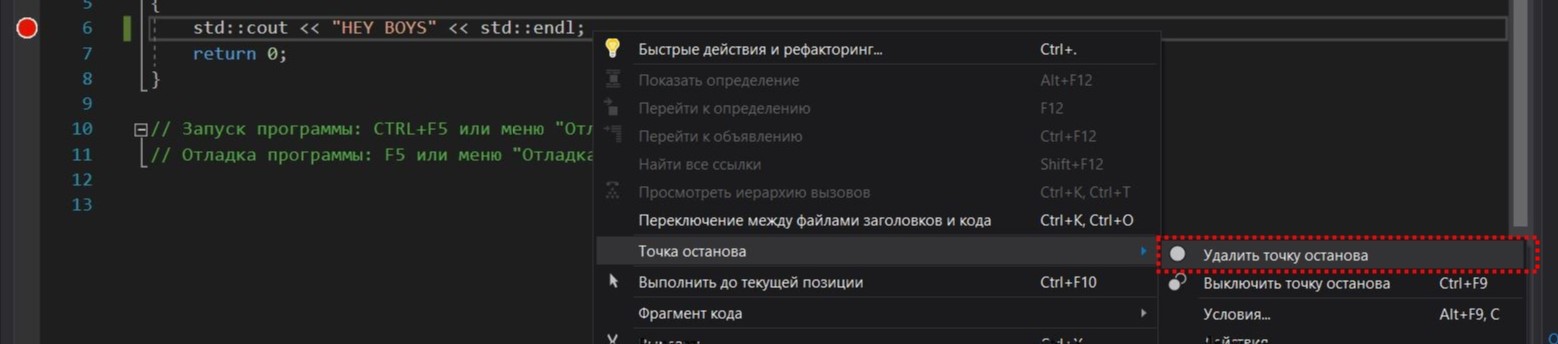 5 {
6 std::cout << "HEY BOYS" << std::endl;
7 return 0;
8 }
9
10 // Запуск программы: CTRL+F5 или меню "Отл
11 // Отладка программы: F5 или меню "Отладка
12
13
Быстрые действия и рефакторинг... Ctrl+.
Показать определение Alt+F12
Перейти к определению F12
Перейти к объявлению Ctrl+F12
Найти все ссылки Shift+F12
Просмотреть иерархию вызовов Ctrl+K, Ctrl+T
Переключение между файлами заголовков и кода Ctrl+K, Ctrl+O
Точка останова
Выполнить до текущей позиции Ctrl+F10
Фрагмент кода
Удалить точку останова
Выключить точку останова Ctrl+F9
Условия... Alt+F9, C